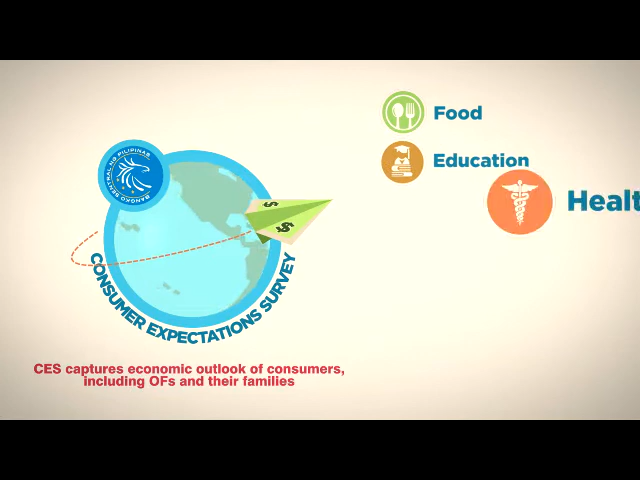 Food
Education
Healt
BANGKO SENTRAL NG PILIPINAS
$
$
CONSUMER EXPECTATIONS SURVEY
CES captures economic outlook of consumers,
including OFs and their families